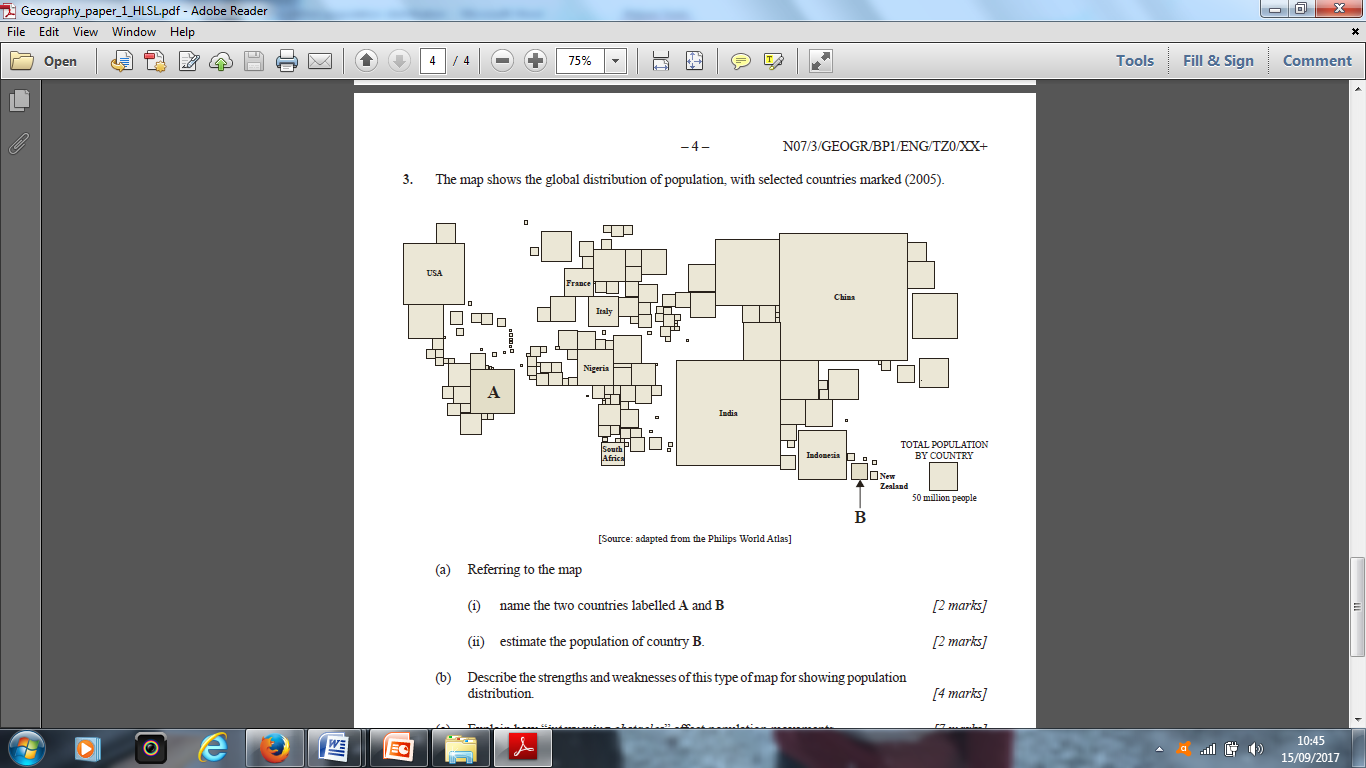 Geography_paper_1_HLSL.pdf - Adobe Reader
File Edit View Window Help
Open
4 / 4
75%
Tools Fill & Sign Comment
– 4 –
N07/3/GEOGR/BP1/ENG/TZ0/XX+
3. The map shows the global distribution of population, with selected countries marked (2005).
USA
France
Italy
China
Nigeria
A
India
South
Africa
Indonesia
New
Zealand
B
TOTAL POPULATION
BY COUNTRY
50 million people
[Source: adapted from the Philips World Atlas]
(a) Referring to the map
(i) name the two countries labelled A and B [2 marks]
(ii) estimate the population of country B. [2 marks]
(b) Describe the strengths and weaknesses of this type of map for showing population
distribution. [4 marks]
10:45
15/09/2017